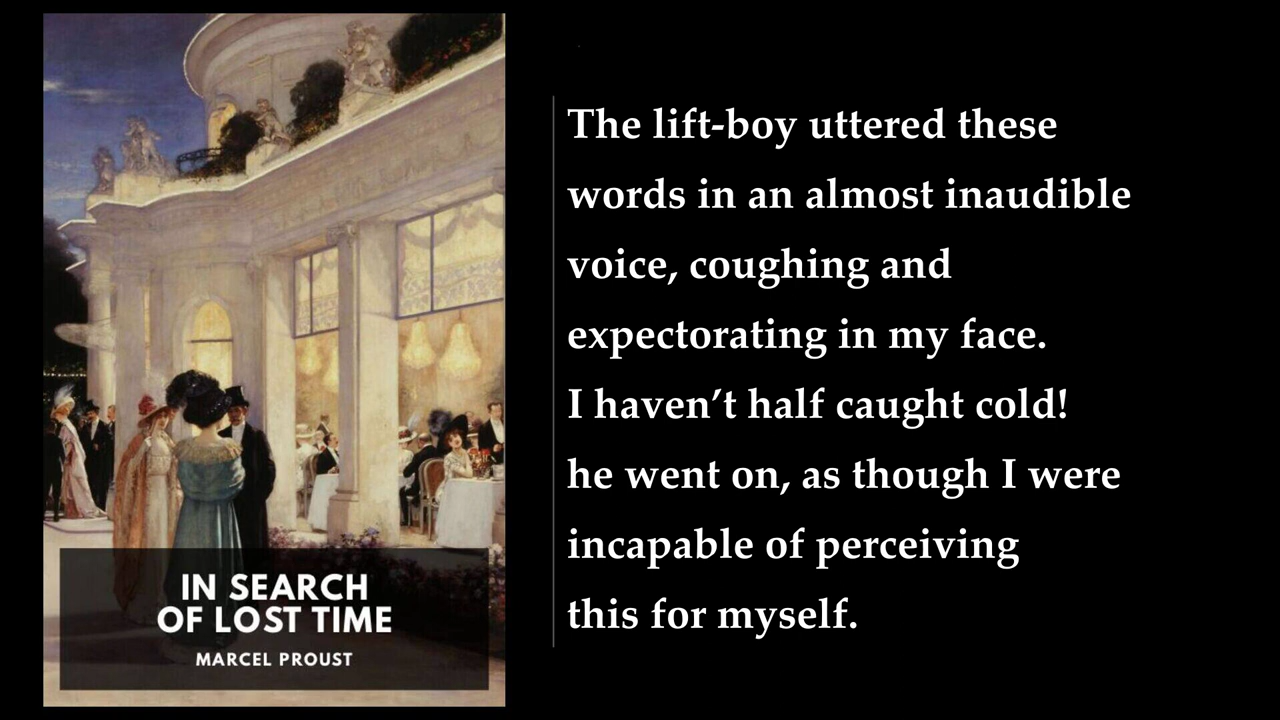 IN SEARCH
OF LOST TIME
MARCEL PROUST
The lift-boy uttered these
words in an almost inaudible
voice, coughing and
expectorating in my face.
I haven’t half caught cold!
he went on, as though I were
incapable of perceiving
this for myself.